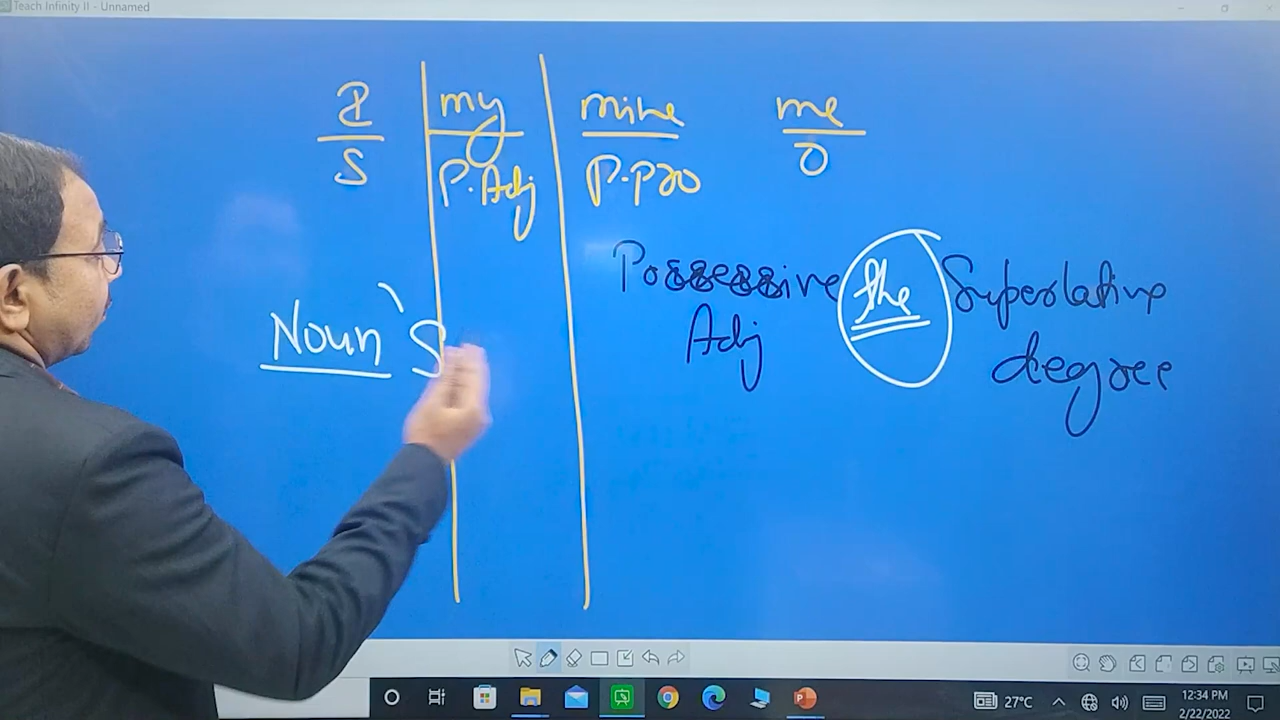 Teach Infinity II - Unnamed
I my mine me
S P.Adj P.pro O
Possessive the Superlative
Noun's Adj degree
27°C
12:34 PM
2/22/2022